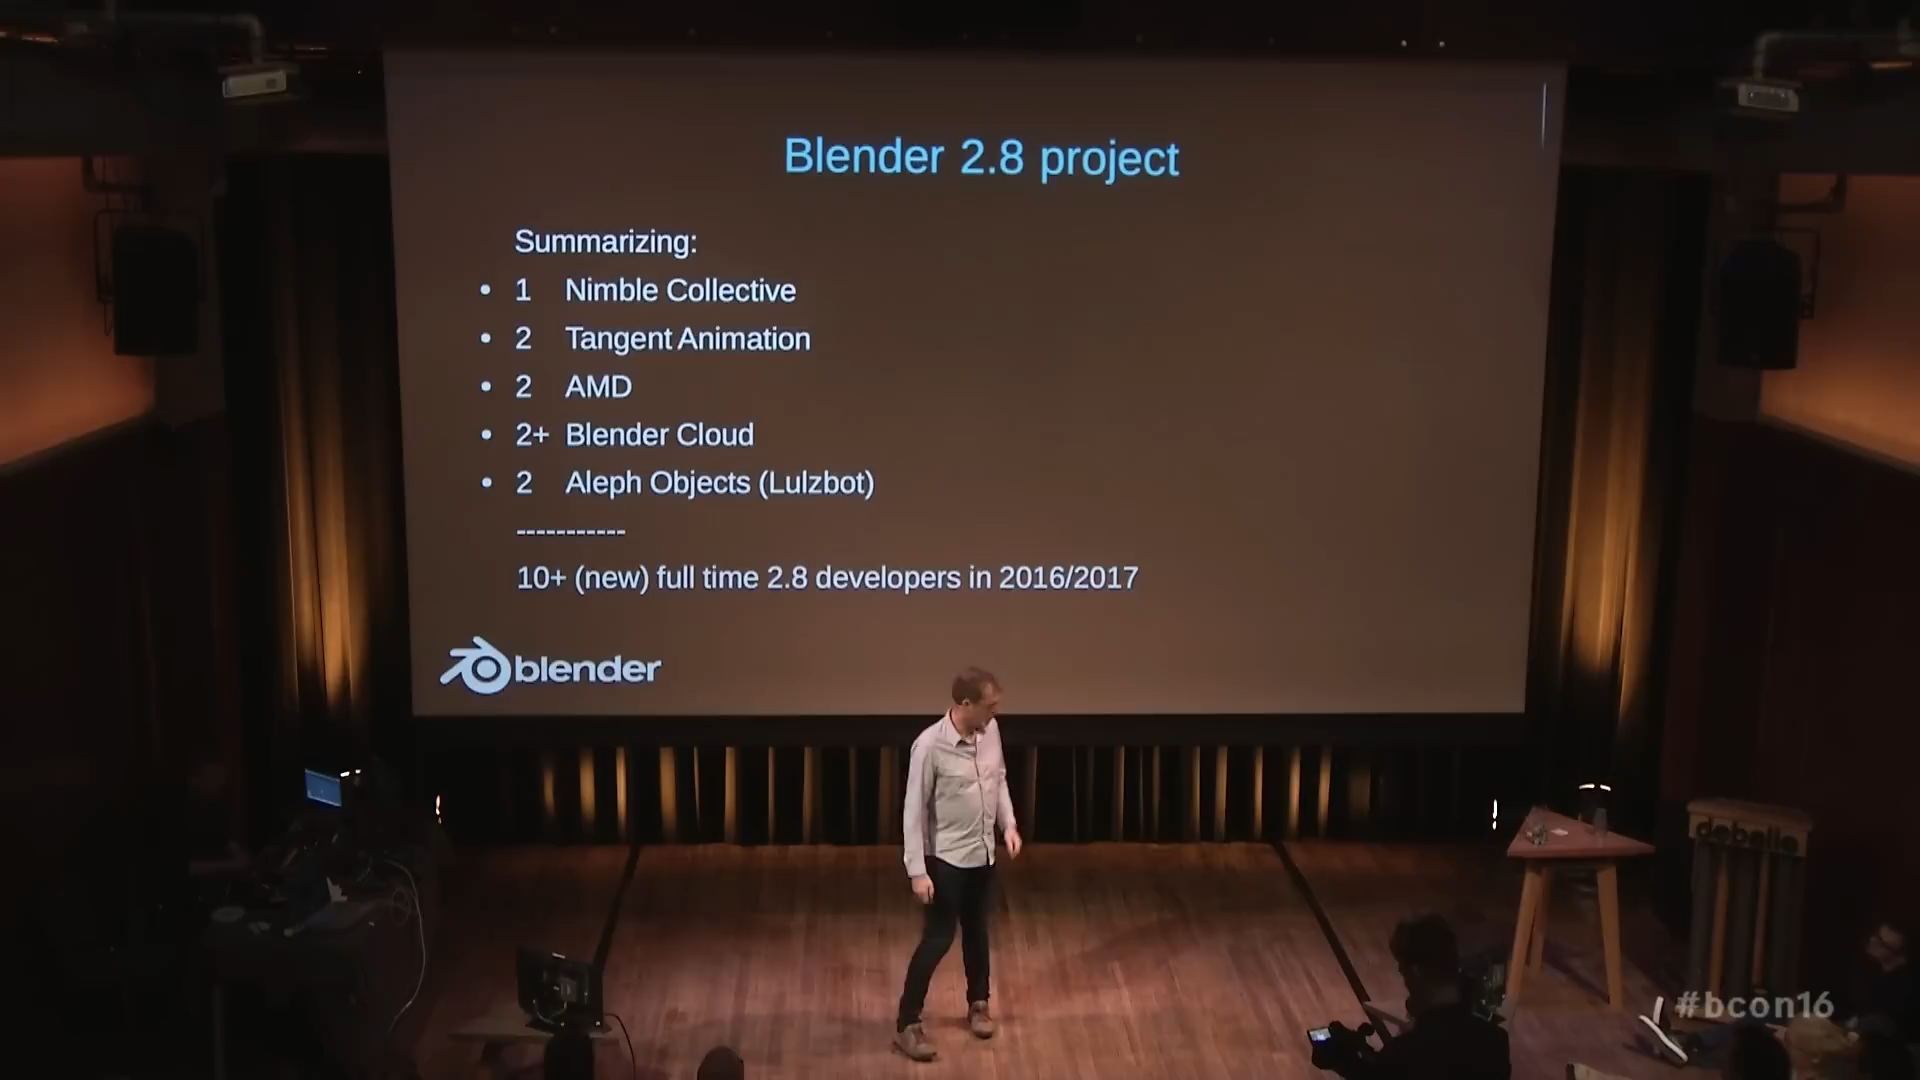 Blender 2.8 project
Summarizing:
• 1 Nimble Collective
• 2 Tangent Animation
• 2 AMD
• 2+ Blender Cloud
• 2 Aleph Objects (Lulzbot)
-----------
10+ (new) full time 2.8 developers in 2016/2017
blender
debalie
#bcon16